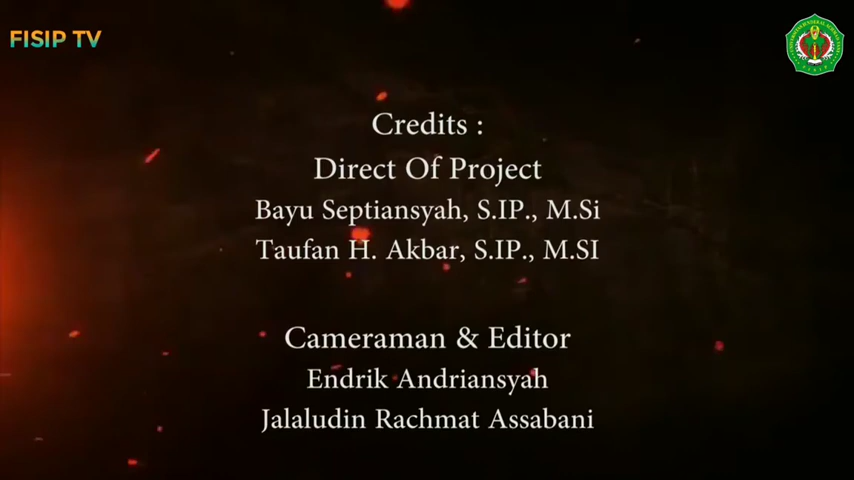 FISIP TV
Credits :
Direct Of Project
Bayu Septiansyah, S.IP., M.Si
Taufan H. Akbar, S.IP., M.SI
Cameraman & Editor
Endrik Andriansyah
Jalaludin Rachmat Assabani